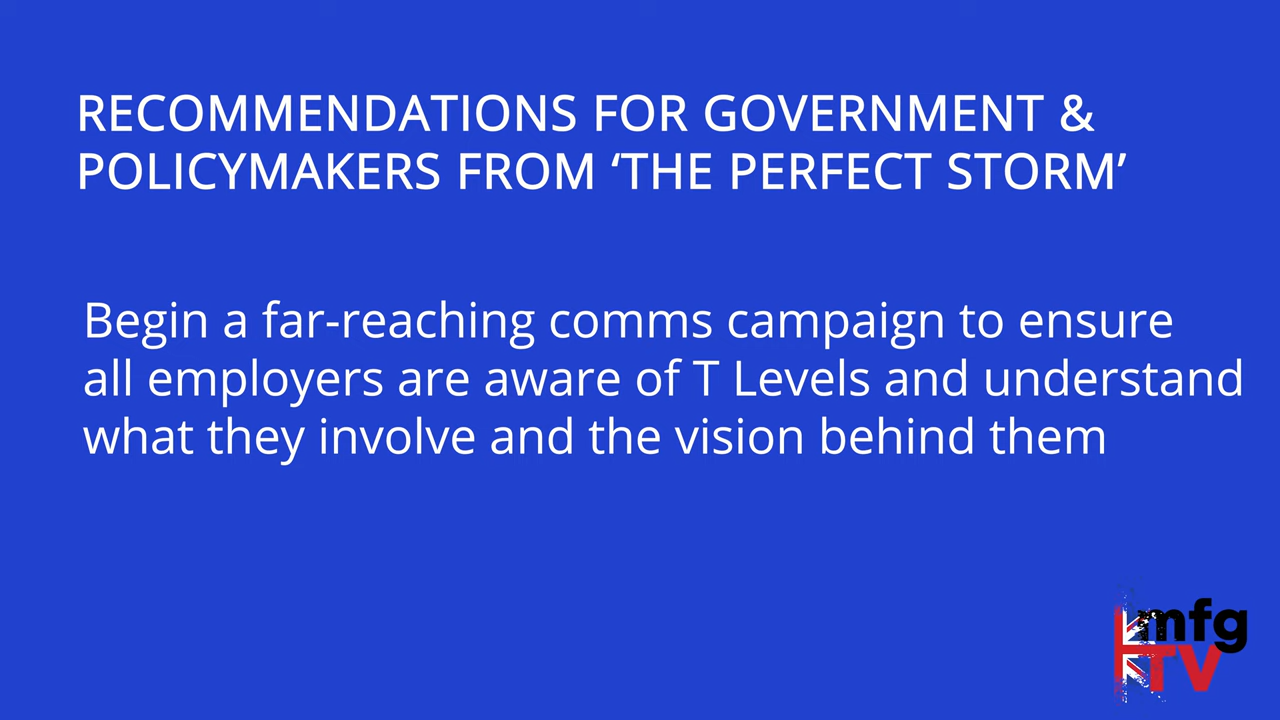 RECOMMENDATIONS FOR GOVERNMENT &
POLICYMAKERS FROM ‘THE PERFECT STORM’
Begin a far-reaching comms campaign to ensure
all employers are aware of T Levels and understand
what they involve and the vision behind them
mfg
TV